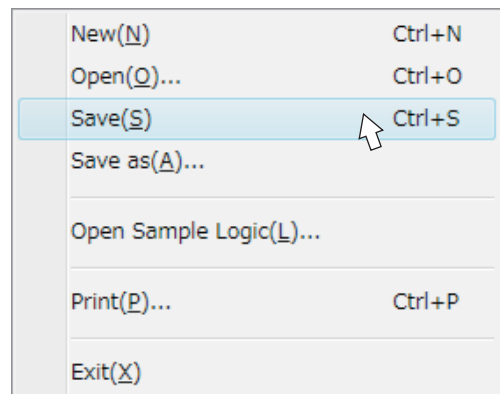 New(N) Ctrl+N
Open(O)... Ctrl+O
Save(S) Ctrl+S
Save as(A)...
Open Sample Logic(L)...
Print(P)... Ctrl+P
Exit(X)